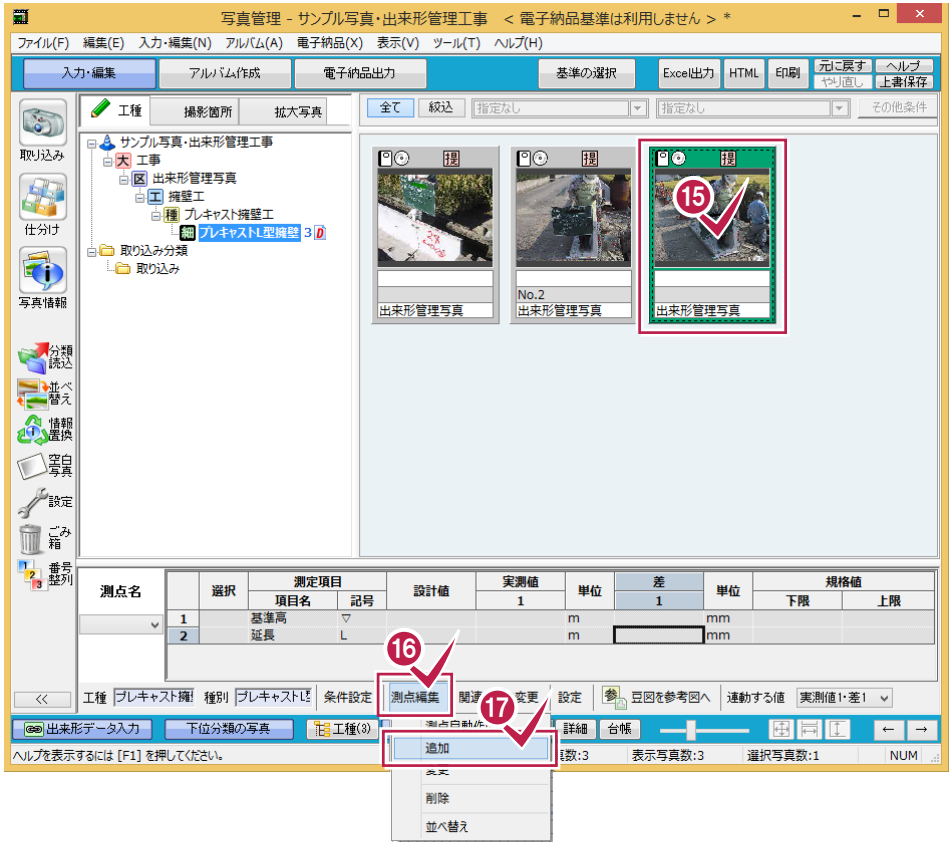 写真管理 - サンプル写真・出来形管理工事 < 電子納品基準は利用しません > *
ファイル(F) 編集(E) 入力・編集(N) アルバム(A) 電子納品(X) 表示(V) ツール(T) ヘルプ(H)
入力・編集 アルバム作成 電子納品出力 基準の選択 Excel出力 HTML 印刷 元に戻す やり直し ヘルプ 上書保存
取り込み
仕分け
写真情報
分類読込
並べ替え
情報置換
空白写真
設定
ごみ箱
番号整列
工種 撮影箇所 拡大写真
サンプル写真・出来形管理工事
大 工事
区 出来形管理写真
工 擁壁工
種 プレキャスト擁壁工
細 プレキャストL型擁壁 3 D
取り込み分類
取り込み
全て 絞込 指定なし 指定なし その他条件
提 提 提
15
No.2
出来形管理写真 出来形管理写真 出来形管理写真
測点名 選択 測定項目 設計値 実測値 単位 差 単位 規格値
項目名 記号 1 1 下限 上限
1 基準高 ▽ m mm
2 延長 L m mm
16
<< 工種 プレキャスト擁 種別 プレキャストL 条件設定 測点編集 変更 設定 豆図を参考図へ 連動する値 実測値1・差1
17
出来形データ入力 下位分類の写真 工種(3) 詳細 台帳 ← →
追加
変更
削除
並べ替え
ヘルプを表示するには [F1] を押してください。 真数:3 表示写真数:3 選択写真数:1 NUM